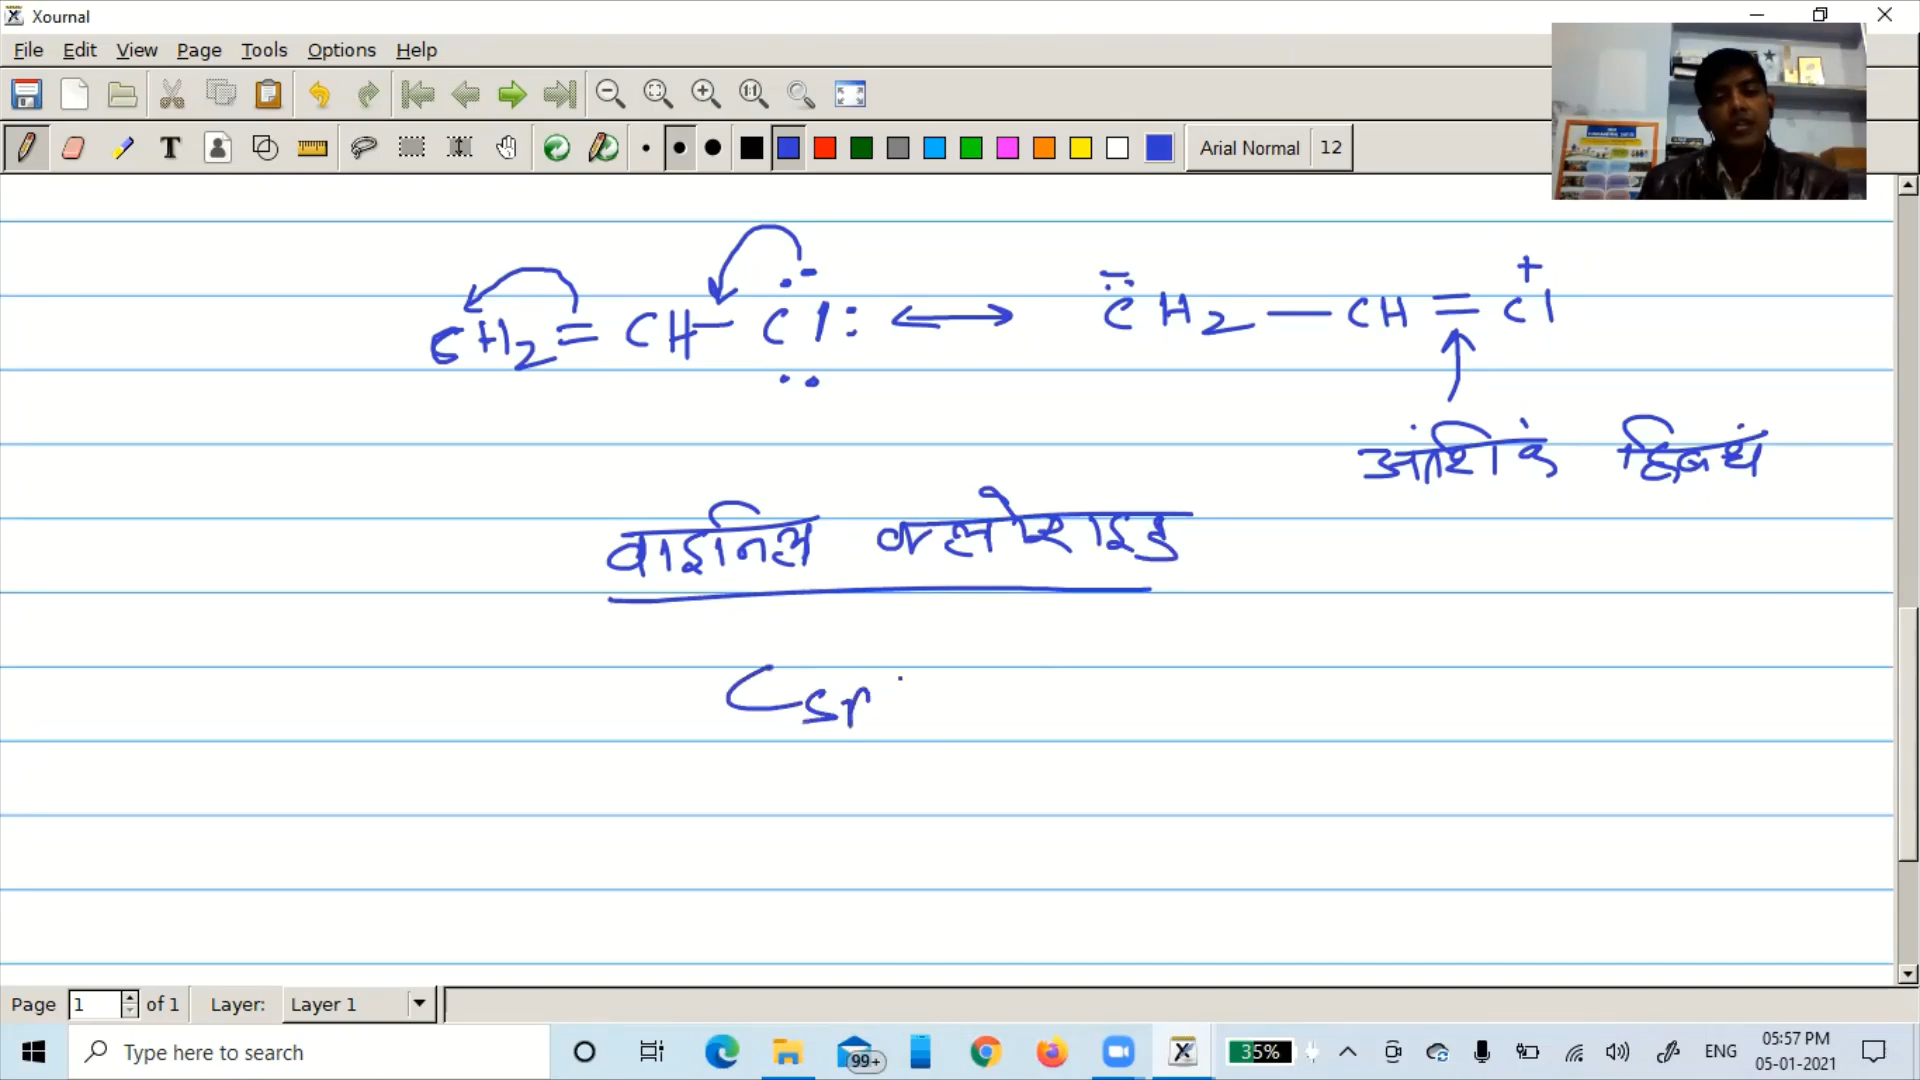 Xournal
File Edit View Page Tools Options Help
Arial Normal 12
CH2 = CH – Cl: ⟷ C̄H2 — CH = Cl +
आंशिक द्विबंध
वाइनिल क्लोराइड
Csp
Page 1 of 1 Layer: Layer 1
Type here to search
99+
35%
ENG
05:57 PM
05-01-2021